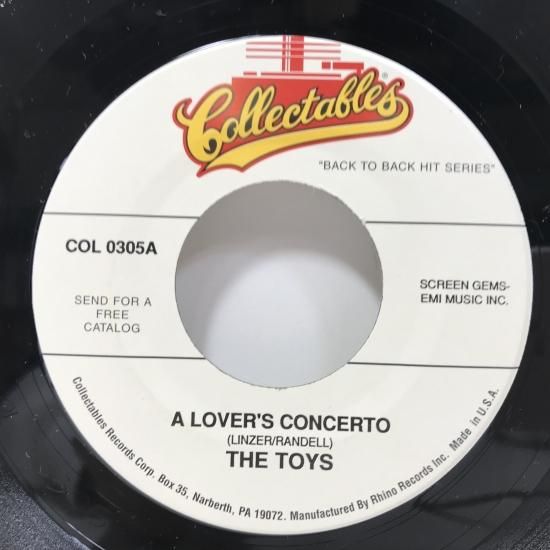 Collectables®
"BACK TO BACK HIT SERIES"
COL 0305A
SEND FOR A
FREE
CATALOG
SCREEN GEMS-
EMI MUSIC INC.
A LOVER'S CONCERTO
(LINZER/RANDELL)
THE TOYS
Collectables Records Corp. Box 35, Narberth, PA 19072. Manufactured By Rhino Records Inc. Made in U.S.A.